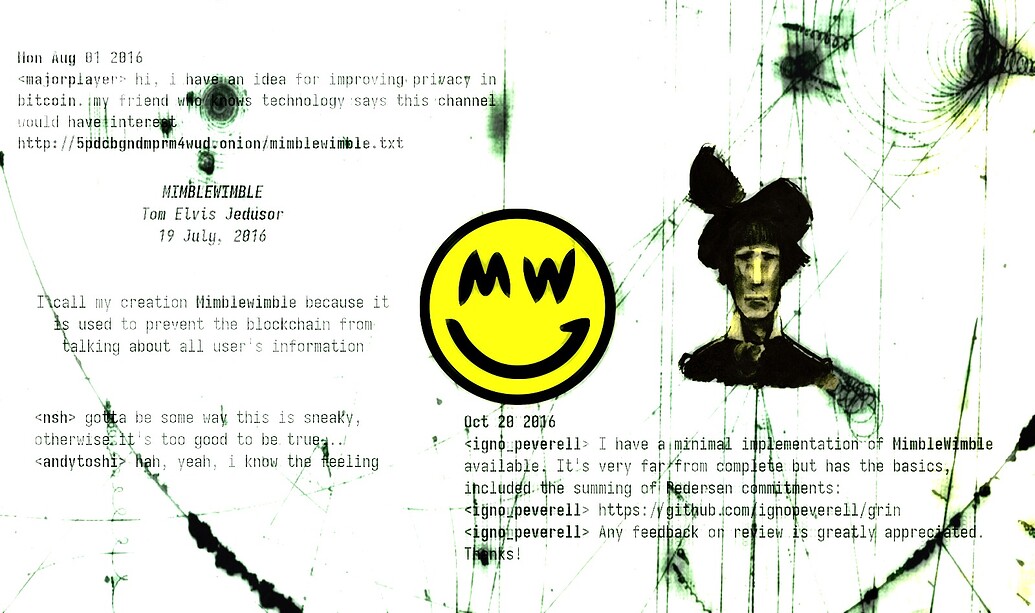 Mon Aug 01 2016
<majorplayer> hi, i have an idea for improving privacy in
bitcoin. my friend who knows technology says this channel
would have interest
http://5pdcbgndmprm4wud.onion/mimblewimble.txt
MIMBLEWIMBLE
Tom Elvis Jedusor
19 July, 2016
I call my creation Mimblewimble because it
is used to prevent the blockchain from
talking about all user's information
<nsh> gotta be some way this is sneaky,
otherwise it's too good to be true...
<andytoshi> hah, yeah, i know the feeling
MW
Oct 20 2016
<igno_peverell> I have a minimal implementation of MimbleWimble
available. It's very far from complete but has the basics,
included the summing of Pedersen commitments:
<igno_peverell> https://github.com/ignopeverell/grin
<igno_peverell> Any feedback or review is greatly appreciated.
Thanks!